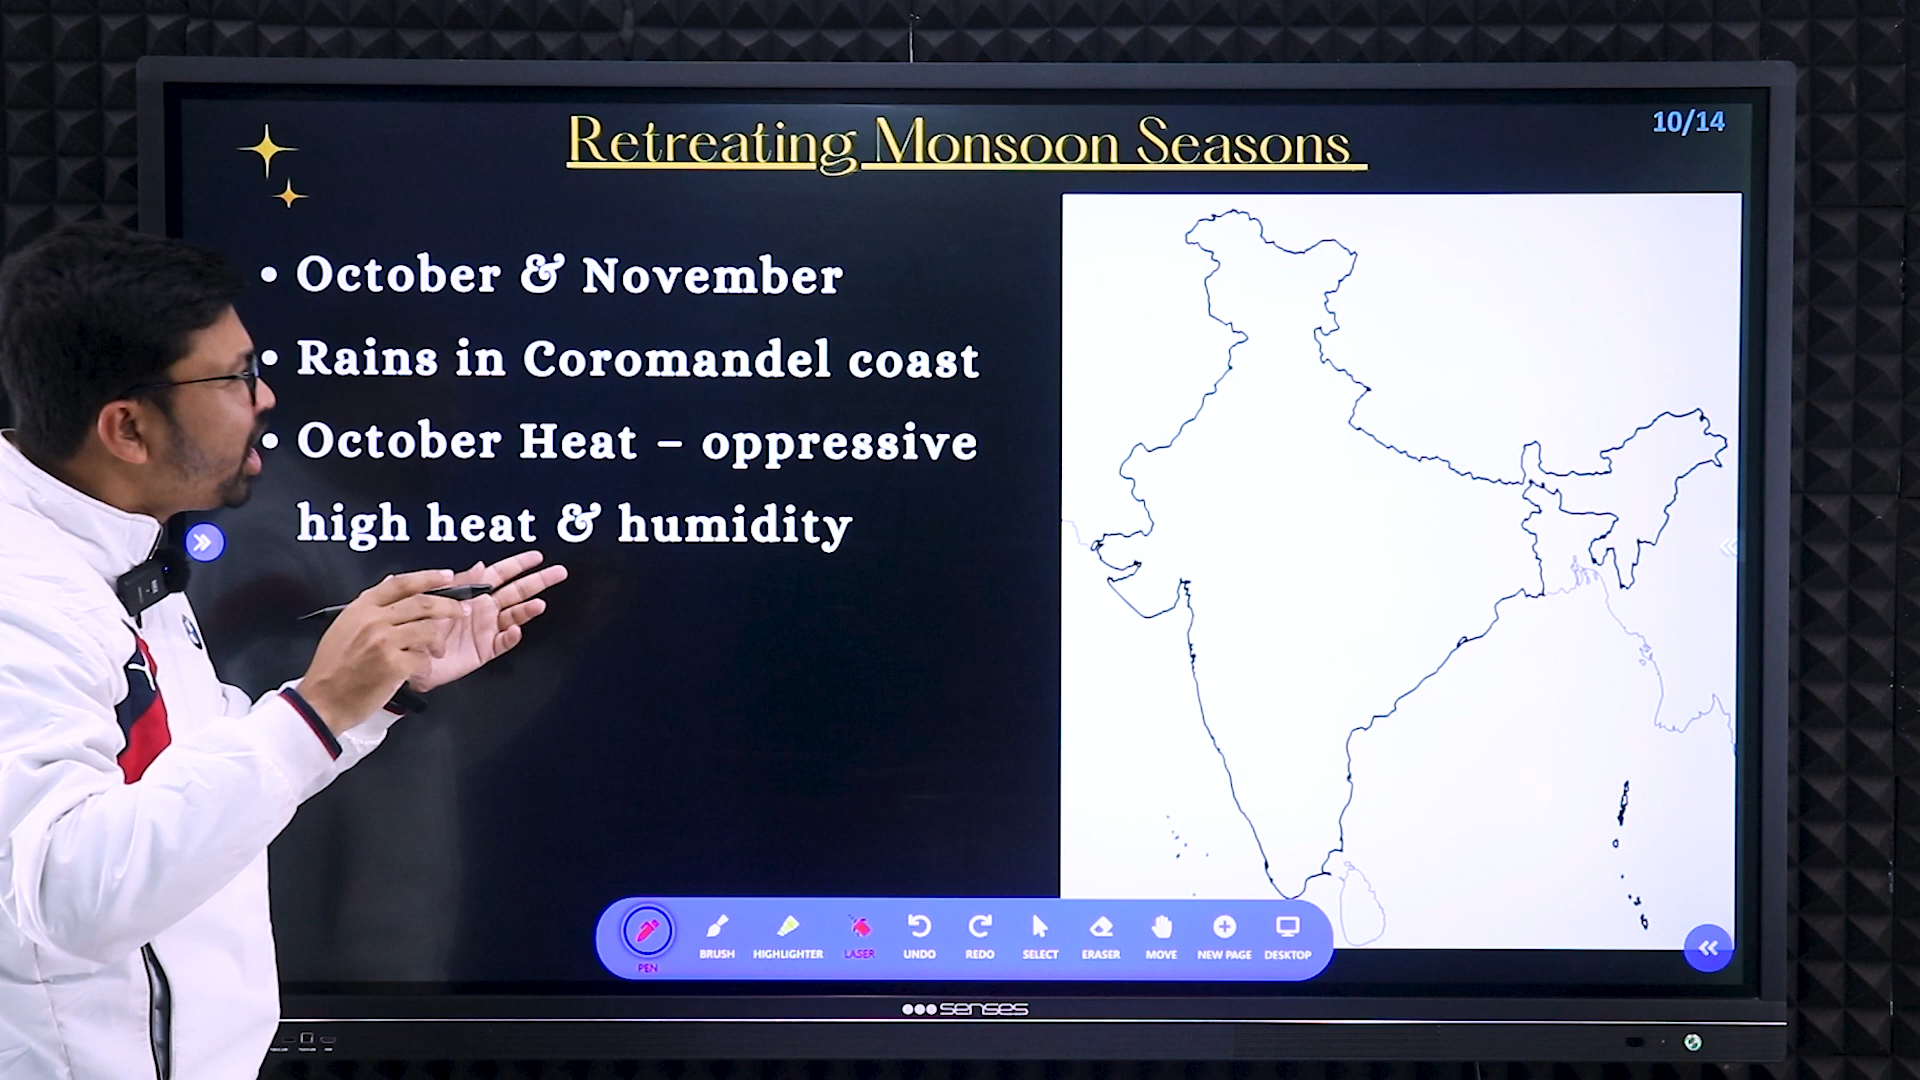 Retreating Monsoon Seasons
10/14
• October & November
• Rains in Coromandel coast
• October Heat – oppressive
high heat & humidity
PEN
BRUSH
HIGHLIGHTER
LASER
UNDO
REDO
SELECT
ERASER
MOVE
NEW PAGE
DESKTOP
senses